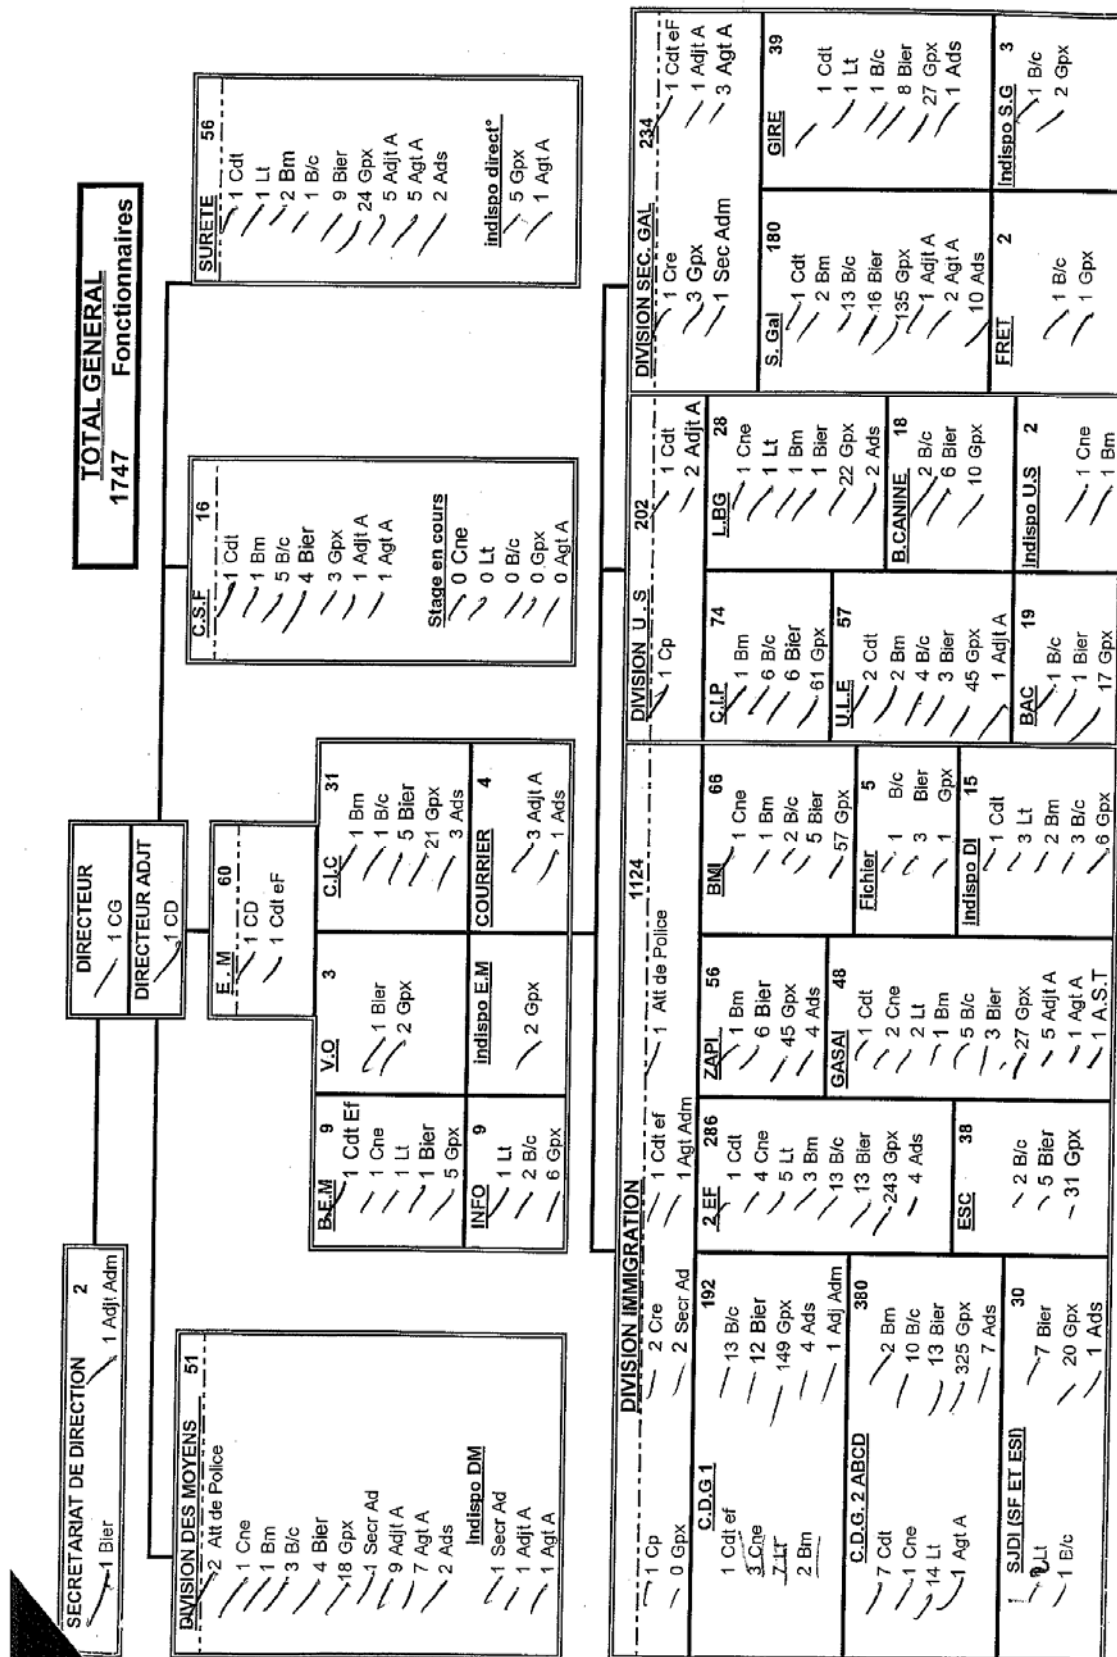 TOTAL GENERAL
1747 Fonctionnaires
DIRECTEUR
1 CG
DIRECTEUR ADJT
1 CD
SECRETARIAT DE DIRECTION 2
1 Bier 1 Adjt Adm
DIVISION DES MOYENS 51
2 Att de Police
1 Cne
1 Bm
3 B/c
4 Bier
18 Gpx
1 Secr Ad
9 Adjt A
7 Agt A
2 Ads
Indispo DM
1 Secr Ad
1 Adjt A
1 Agt A
E . M 60
1 CD
1 Cdt eF
B.E.M 9
1 Cdt Ef
1 Cne
1 Lt
1 Bier
5 Gpx
V.O 3
1 Bier
2 Gpx
C.I.C 31
1 Bm
1 B/c
5 Bier
21 Gpx
3 Ads
INFO 9
1 Lt
2 B/c
6 Gpx
indispo E.M
2 Gpx
COURRIER 4
3 Adjt A
1 Ads
C.S.F 16
1 Cdt
1 Bm
5 B/c
4 Bier
3 Gpx
1 Adjt A
1 Agt A
Stage en cours
0 Cne
0 Lt
0 B/c
0 Gpx
0 Agt A
SURETE 56
1 Cdt
1 Lt
2 Bm
1 B/c
9 Bier
24 Gpx
5 Adjt A
5 Agt A
2 Ads
indispo direct°
5 Gpx
1 Agt A
DIVISION IMMIGRATION 1124
1 Cp 2 Cre 1 Cdt ef 1 Att de Police
0 Gpx 2 Secr Ad 1 Agt Adm
C.D.G 1 192
1 Cdt ef 13 B/c
3 Cne 12 Bier
7 Lt 149 Gpx
2 Bm 4 Ads
1 Adj Adm
C.D.G. 2 ABCD 380
7 Cdt 2 Bm
1 Cne 10 B/c
14 Lt 13 Bier
1 Agt A 325 Gpx
7 Ads
SJDI (SF ET ESI) 30
2 Lt 7 Bier
1 B/c 20 Gpx
1 Ads
2 EF 286
1 Cdt
4 Cne
5 Lt
3 Bm
13 B/c
13 Bier
243 Gpx
4 Ads
ESC 38
2 B/c
5 Bier
31 Gpx
ZAPI 56
1 Bm
6 Bier
45 Gpx
4 Ads
GASAI 48
1 Cdt
2 Cne
2 Lt
1 Bm
5 B/c
3 Bier
27 Gpx
5 Adjt A
1 Agt A
1 A.S.T
BMI 66
1 Cne
1 Bm
2 B/c
5 Bier
57 Gpx
Fichier 5
1 B/c
3 Bier
1 Gpx
Indispo DI 15
1 Cdt
3 Lt
2 Bm
3 B/c
6 Gpx
DIVISION U . S 202
1 Cp 1 Cdt
2 Adjt A
C.I.P 74
1 Bm
6 B/c
6 Bier
61 Gpx
U.L.E 57
2 Cdt
2 Bm
4 B/c
3 Bier
45 Gpx
1 Adjt A
BAC 19
1 B/c
1 Bier
17 Gpx
L.BG 28
1 Cne
1 Lt
1 Bm
1 Bier
22 Gpx
2 Ads
B.CANINE 18
2 B/c
6 Bier
10 Gpx
Indispo U.S 2
1 Cne
1 Bm
DIVISION SEC. GAL 234
1 Cre 1 Cdt eF
3 Gpx 1 Adjt A
1 Sec Adm 3 Agt A
S. Gal 180
1 Cdt
2 Bm
13 B/c
16 Bier
135 Gpx
1 Adjt A
2 Agt A
10 Ads
GIRE 39
1 Cdt
1 Lt
1 B/c
8 Bier
27 Gpx
1 Ads
FRET 2
1 B/c
1 Gpx
Indispo S.G 3
1 B/c
2 Gpx